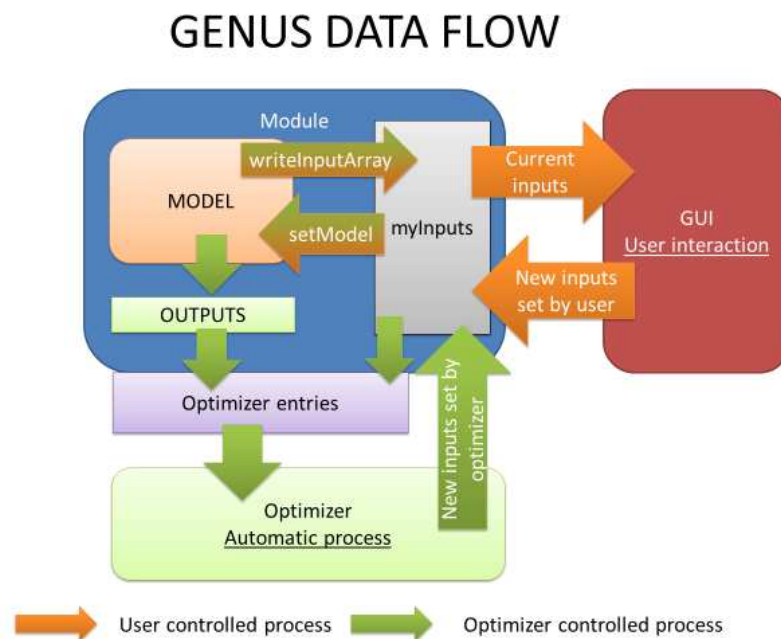 GENUS DATA FLOW
Module
writeInputArray
MODEL
setModel
myInputs
Current
inputs
GUI
User interaction
New inputs
set by user
OUTPUTS
Optimizer entries
New inputs set by
optimizer
Optimizer
Automatic process
User controlled process
Optimizer controlled process